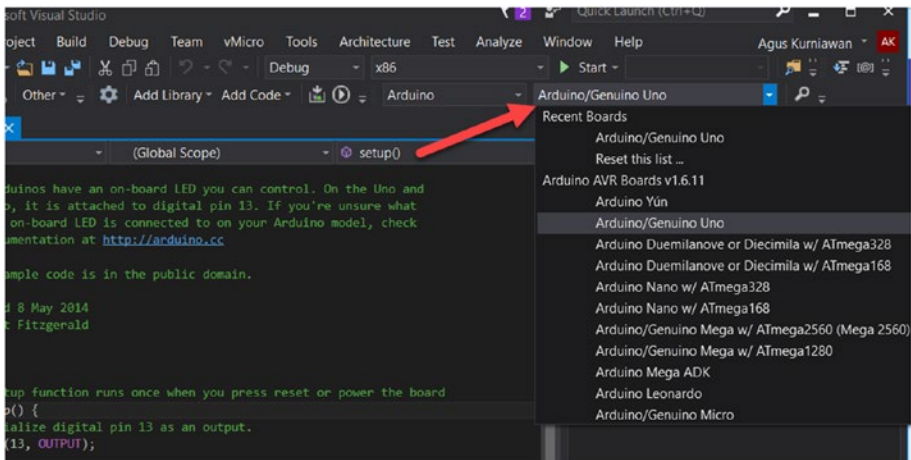 soft Visual Studio 2 Quick Launch (Ctrl+Q)
oject Build Debug Team vMicro Tools Architecture Test Analyze Window Help Agus Kurniawan AK
Debug x86 Start
Other Add Library Add Code Arduino Arduino/Genuino Uno
(Global Scope) setup()
Recent Boards
Arduino/Genuino Uno
Reset this list ...
Arduino AVR Boards v1.6.11
Arduino Yún
Arduino/Genuino Uno
Arduino Duemilanove or Diecimila w/ ATmega328
Arduino Duemilanove or Diecimila w/ ATmega168
Arduino Nano w/ ATmega328
Arduino Nano w/ ATmega168
Arduino/Genuino Mega w/ ATmega2560 (Mega 2560)
Arduino/Genuino Mega w/ ATmega1280
Arduino Mega ADK
Arduino Leonardo
Arduino/Genuino Micro
duinos have an on-board LED you can control. On the Uno and
o, it is attached to digital pin 13. If you're unsure what
on-board LED is connected to on your Arduino model, check
umentation at http://arduino.cc
ample code is in the public domain.
d 8 May 2014
t Fitzgerald
tup function runs once when you press reset or power the board
p() {
ialize digital pin 13 as an output.
(13, OUTPUT);